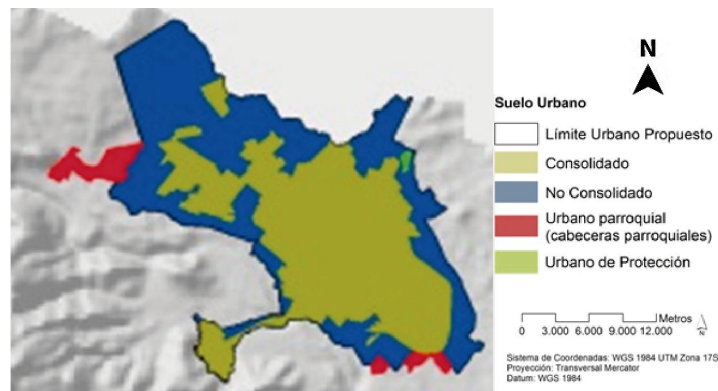 N
Suelo Urbano
Límite Urbano Propuesto
Consolidado
No Consolidado
Urbano parroquial
(cabeceras parroquiales)
Urbano de Protección
Metros
0 3.000 6.000 9.000 12.000
N
Sistema de Coordenadas: WGS 1984 UTM Zona 17S
Proyección: Transversal Mercator
Datum: WGS 1984